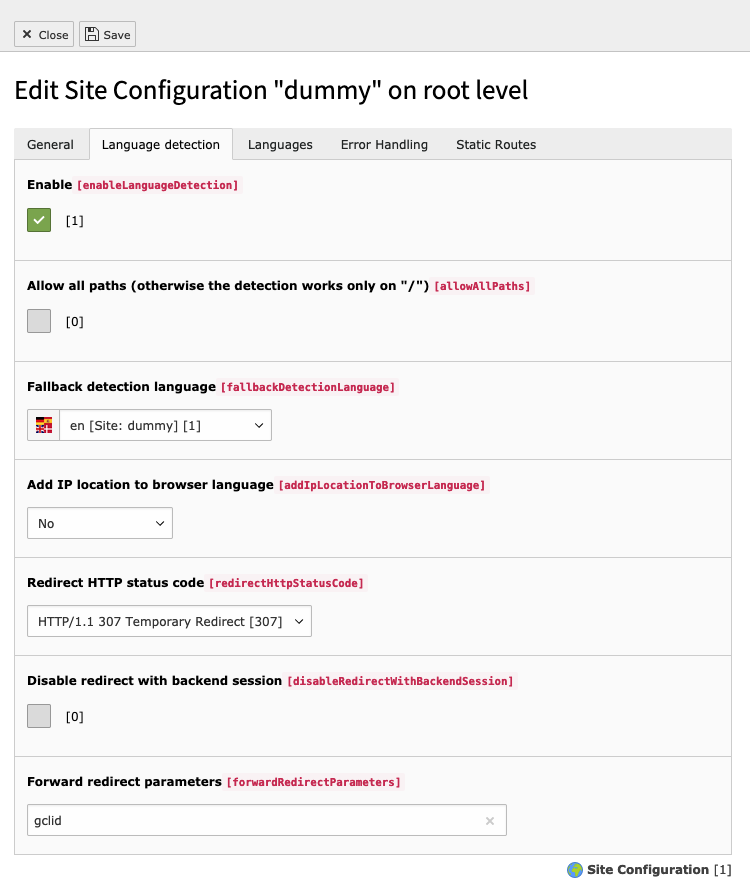 Close Save
Edit Site Configuration "dummy" on root level
General Language detection Languages Error Handling Static Routes
Enable [enableLanguageDetection]
[1]
Allow all paths (otherwise the detection works only on "/") [allowAllPaths]
[0]
Fallback detection language [fallbackDetectionLanguage]
en [Site: dummy] [1]
Add IP location to browser language [addIpLocationToBrowserLanguage]
No
Redirect HTTP status code [redirectHttpStatusCode]
HTTP/1.1 307 Temporary Redirect [307]
Disable redirect with backend session [disableRedirectWithBackendSession]
[0]
Forward redirect parameters [forwardRedirectParameters]
gclid
Site Configuration [1]